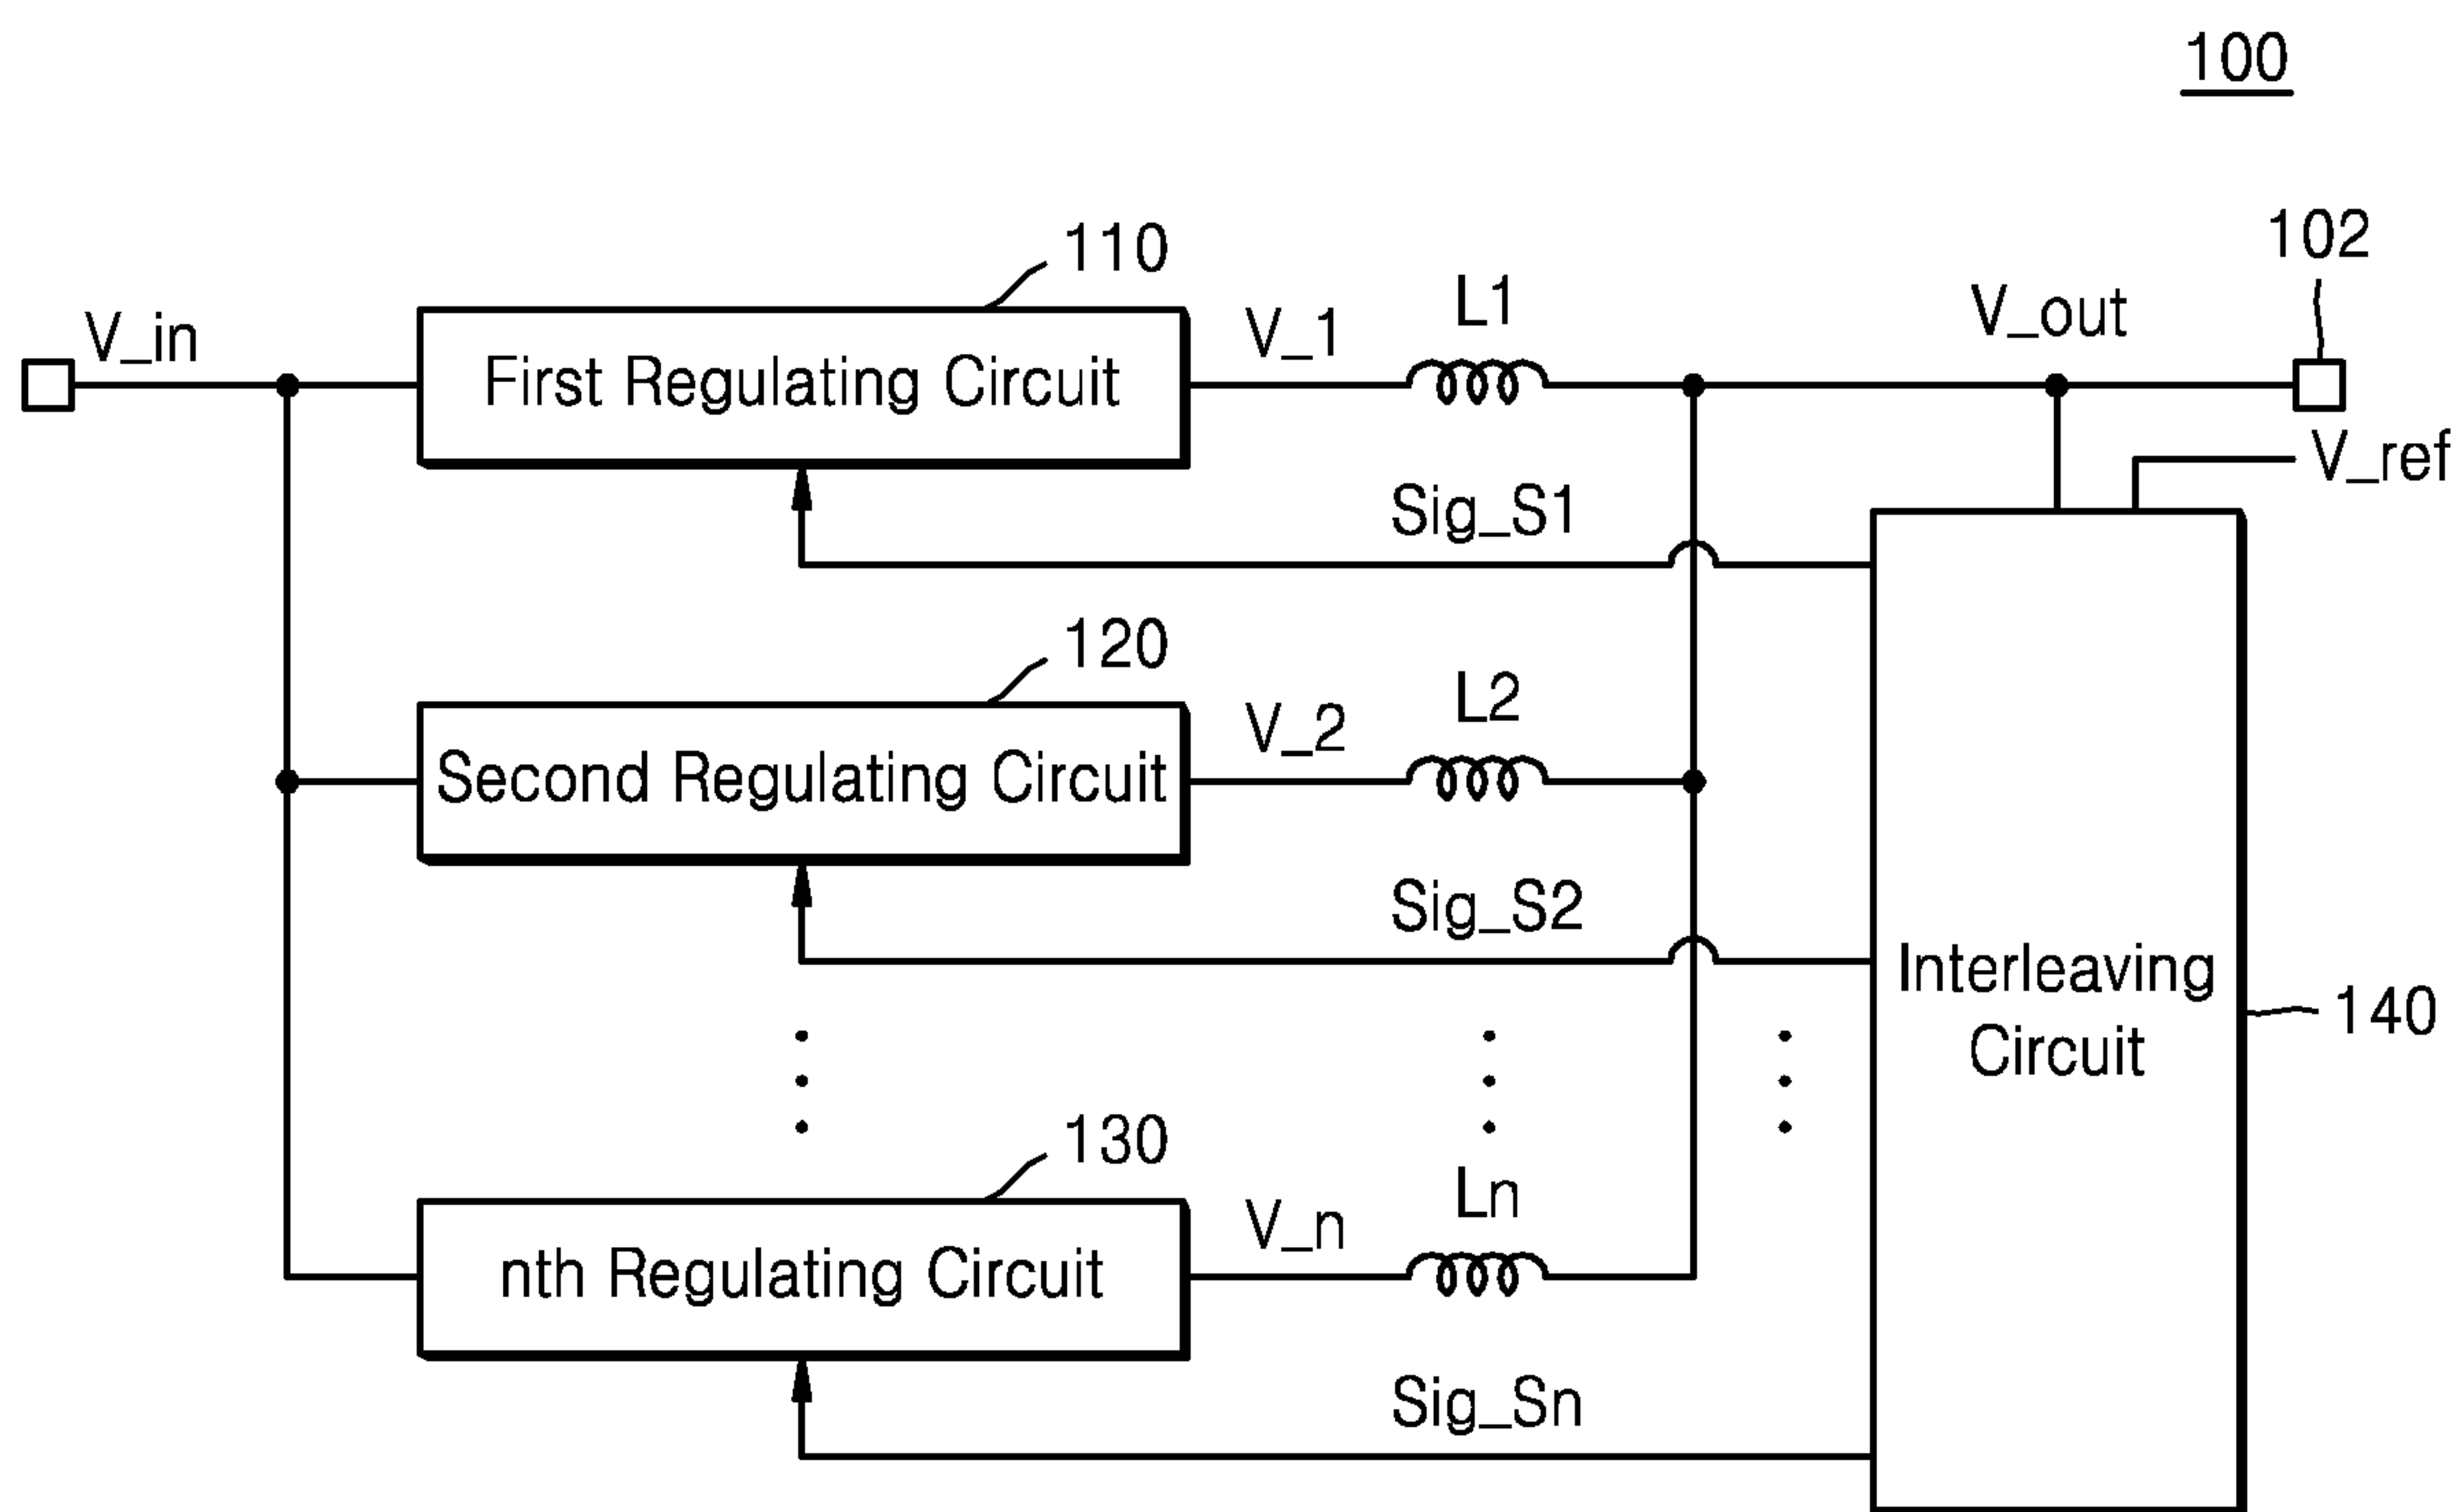 100
102
110
V_in
First Regulating Circuit
V_1
L1
V_out
V_ref
Sig_S1
120
Second Regulating Circuit
V_2
L2
Sig_S2
Interleaving
Circuit
140
130
nth Regulating Circuit
V_n
Ln
Sig_Sn